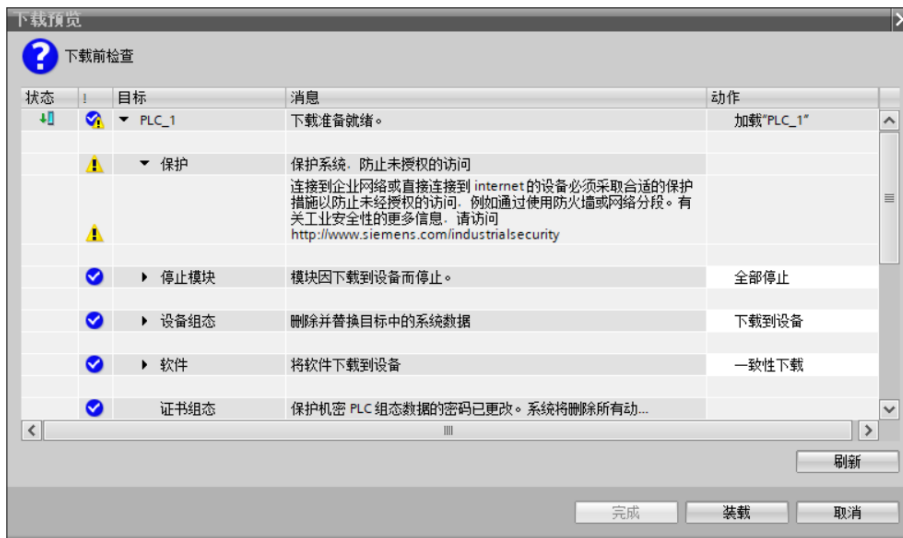 下载预览
下载前检查
状态 ! 目标 消息 动作
PLC_1 下载准备就绪。 加载"PLC_1"
保护 保护系统，防止未授权的访问
连接到企业网络或直接连接到 internet 的设备必须采取合适的保护
措施以防止未经授权的访问，例如通过使用防火墙或网络分段。有
关工业安全性的更多信息，请访问
http://www.siemens.com/industrialsecurity
停止模块 模块因下载到设备而停止。 全部停止
设备组态 删除并替换目标中的系统数据 下载到设备
软件 将软件下载到设备 一致性下载
证书组态 保护机密 PLC 组态数据的密码已更改。系统将删除所有动...
刷新
完成 装载 取消